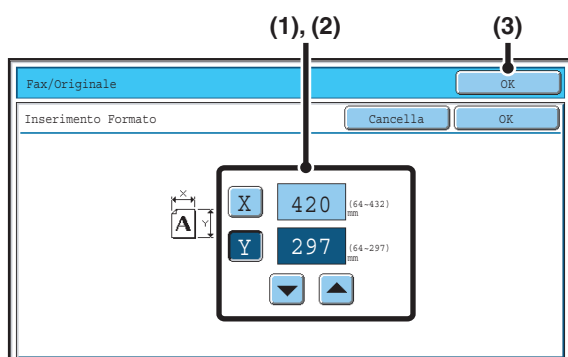 (1), (2) (3)
Fax/Originale OK
Inserimento Formato Cancella OK
X
A Y
X 420 (64~432)
mm
Y 297 (64~297)
mm